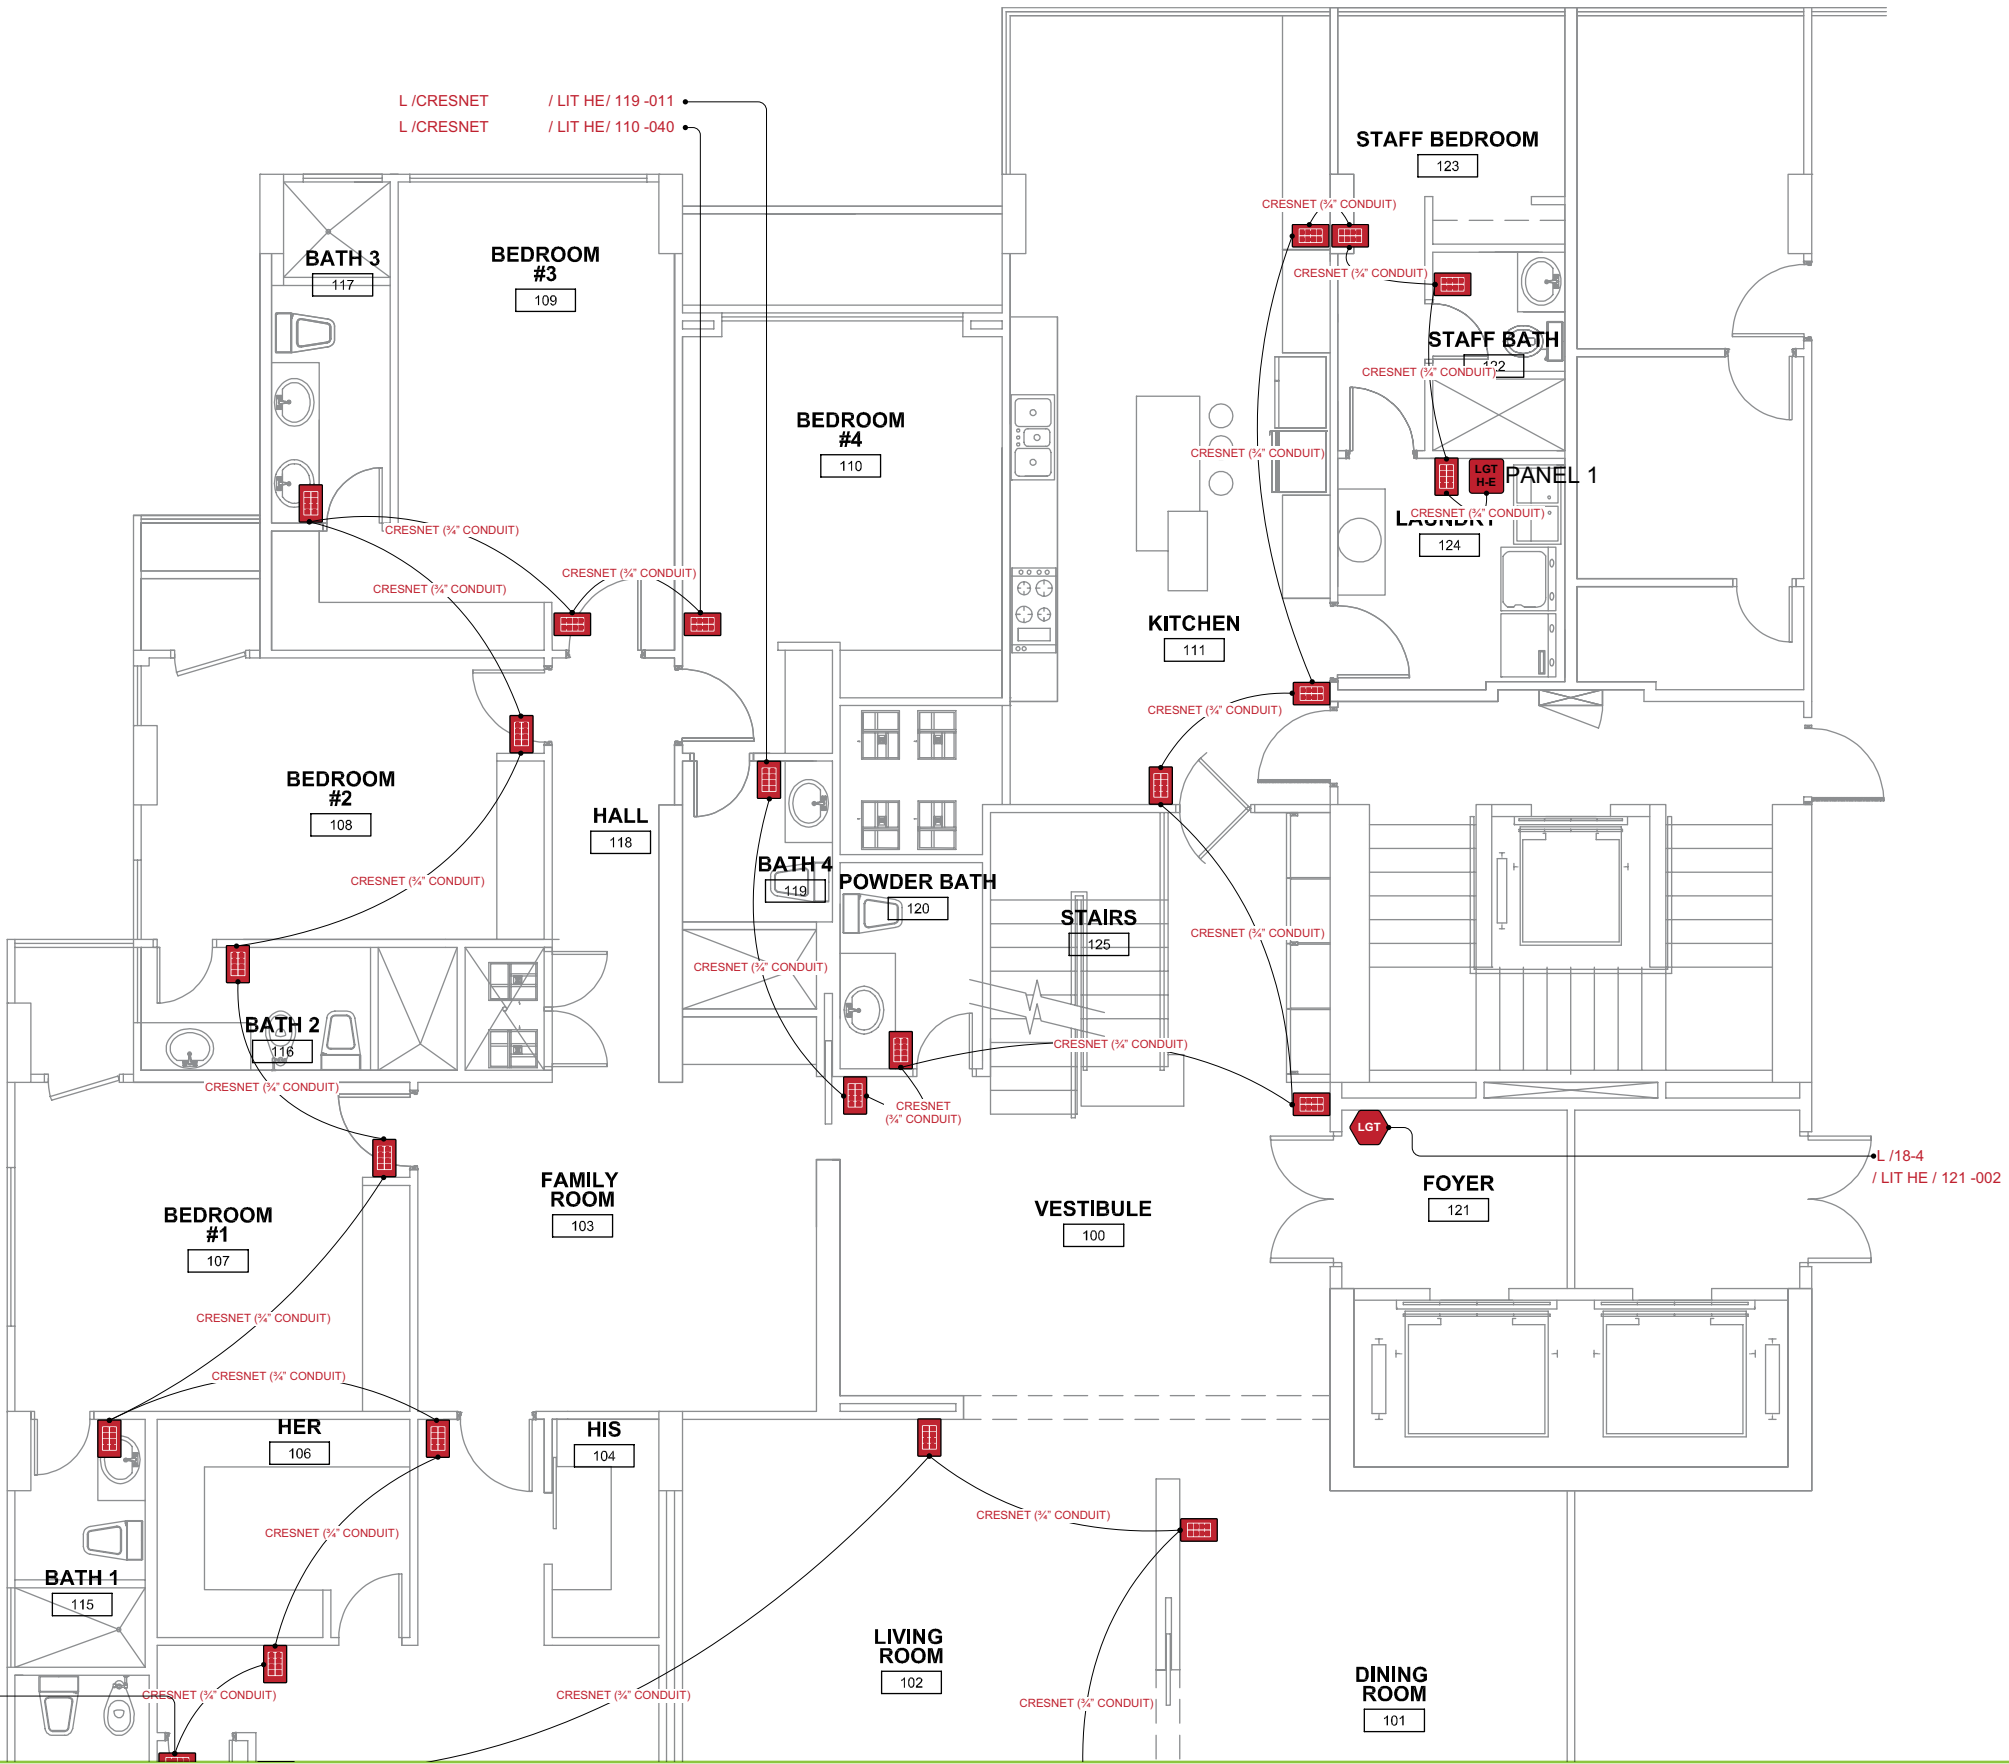 L /CRESNET / LIT HE/ 119 -011
L /CRESNET / LIT HE/ 110 -040
STAFF BEDROOM
123
CRESNET (¾" CONDUIT)
BATH 3
117
BEDROOM
#3
109
CRESNET (¾" CONDUIT)
STAFF BATH
122
CRESNET (¾" CONDUIT)
BEDROOM
#4
110
CRESNET (¾" CONDUIT)
LGT
H-E
PANEL 1
CRESNET (¾" CONDUIT)
LAUNDRY
124
CRESNET (¾" CONDUIT)
CRESNET (¾" CONDUIT)
CRESNET (¾" CONDUIT)
KITCHEN
111
CRESNET (¾" CONDUIT)
BEDROOM
#2
108
HALL
118
BATH 4
119
POWDER BATH
120
CRESNET (¾" CONDUIT)
STAIRS
125
CRESNET (¾" CONDUIT)
CRESNET (¾" CONDUIT)
BATH 2
116
CRESNET (¾" CONDUIT)
CRESNET (¾" CONDUIT)
CRESNET
(¾" CONDUIT)
LGT
L /18-4
/ LIT HE / 121 -002
FAMILY
ROOM
103
FOYER
121
BEDROOM
#1
107
VESTIBULE
100
CRESNET (¾" CONDUIT)
CRESNET (¾" CONDUIT)
HER
106
HIS
104
CRESNET (¾" CONDUIT)
CRESNET (¾" CONDUIT)
BATH 1
115
LIVING
ROOM
102
DINING
ROOM
101
CRESNET (¾" CONDUIT)
CRESNET (¾" CONDUIT)
CRESNET (¾" CONDUIT)